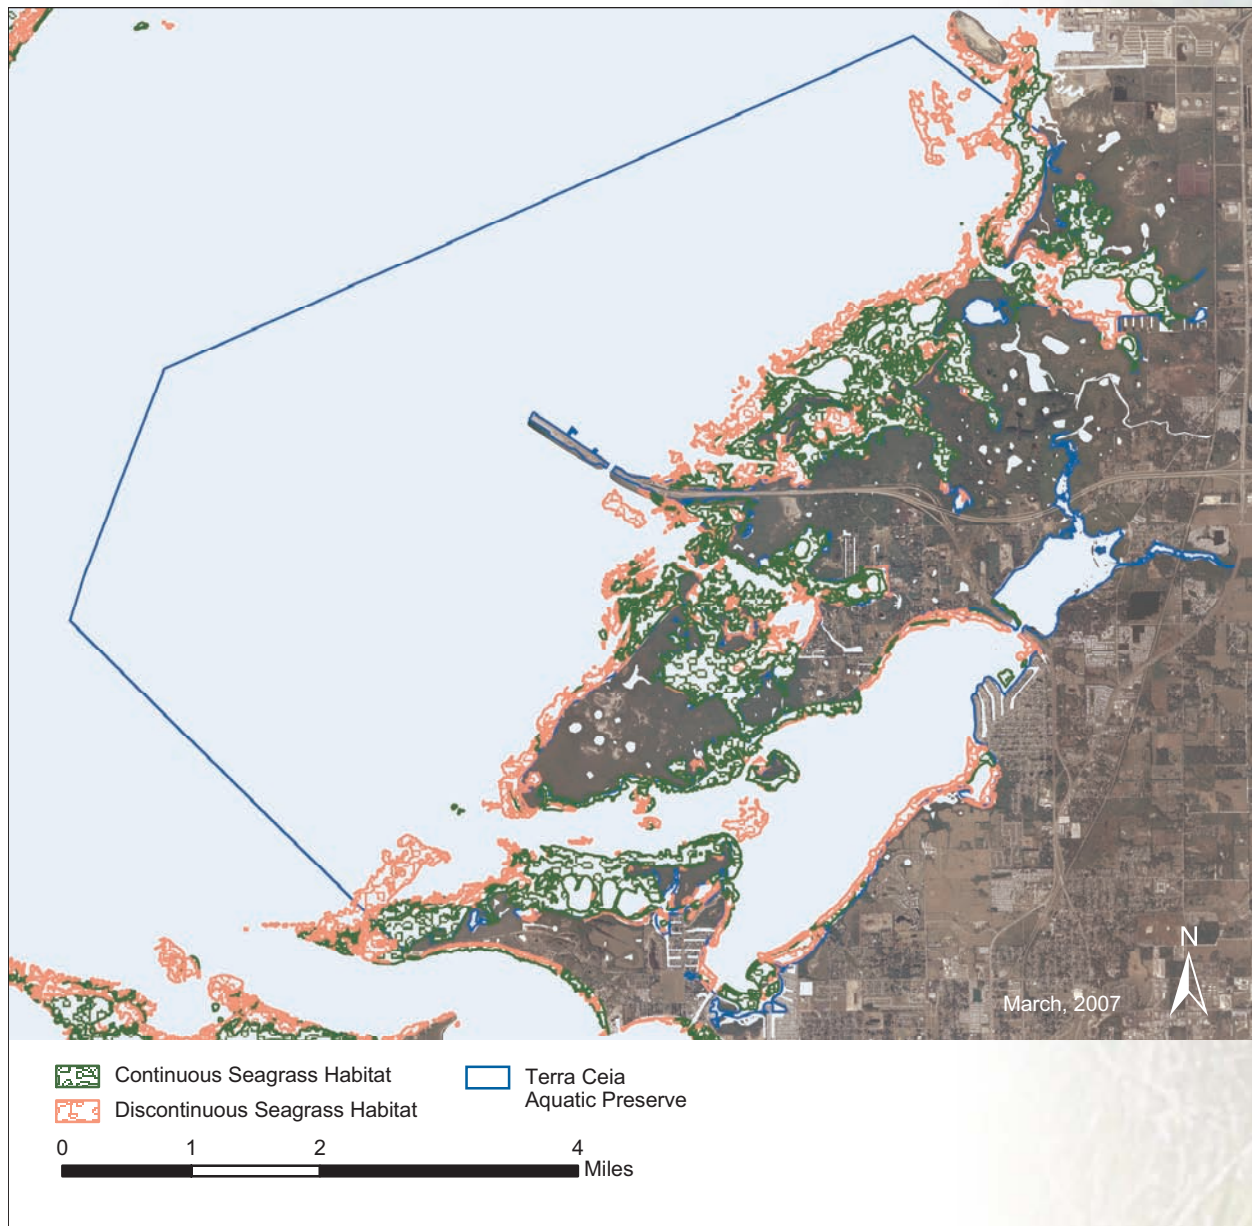 N
March, 2007
Continuous Seagrass Habitat
Discontinuous Seagrass Habitat
Terra Ceia
Aquatic Preserve
0 1 2 4
Miles